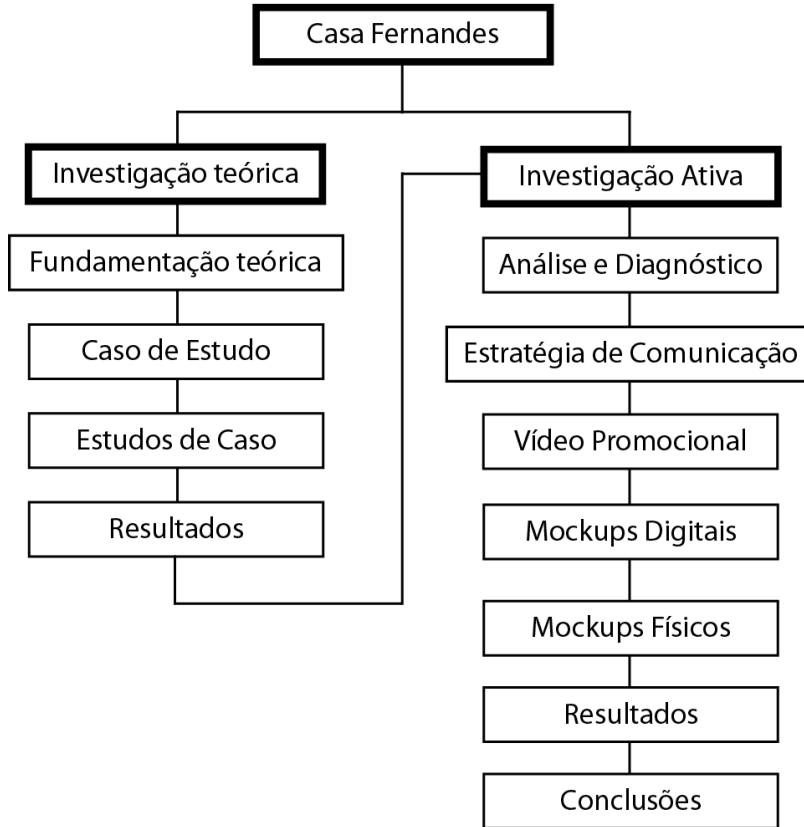 Casa Fernandes
Investigação teórica
Fundamentação teórica
Caso de Estudo
Estudos de Caso
Resultados
Investigação Ativa
Análise e Diagnóstico
Estratégia de Comunicação
Vídeo Promocional
Mockups Digitais
Mockups Físicos
Resultados
Conclusões